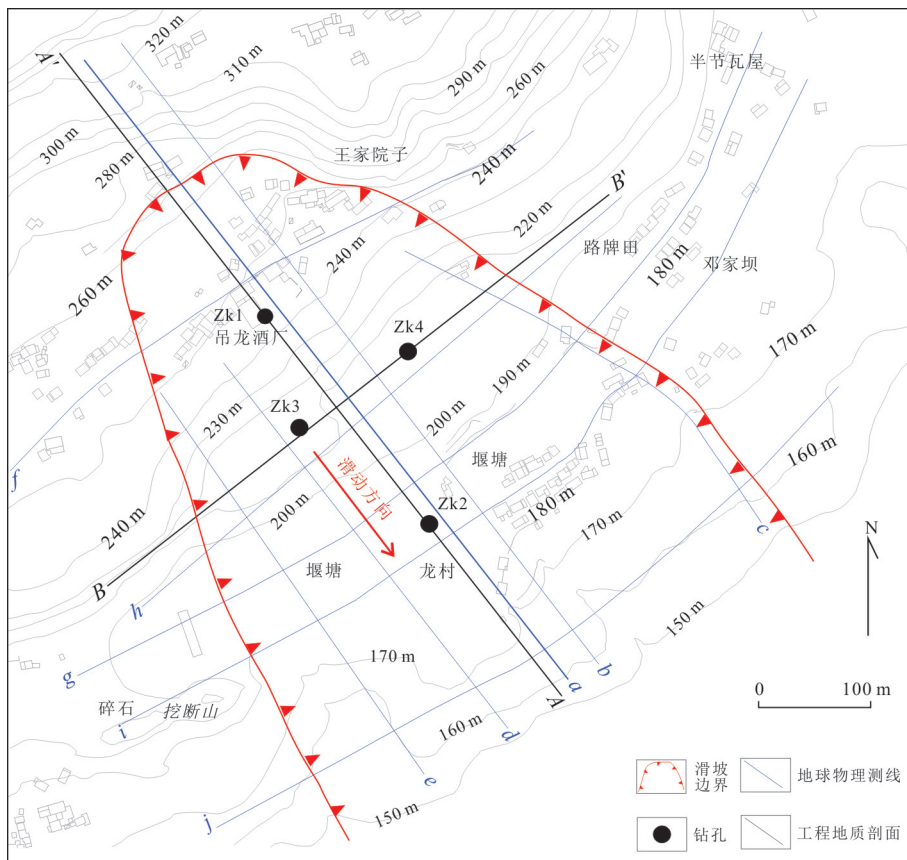 320 m
半节瓦屋
A'
310 m
290 m
260 m
300 m
280 m
王家院子
240 m
B'
220 m
路牌田
180 m
邓家坝
240 m
260 m
Zk1
吊龙酒厂
Zk4
170 m
190 m
Zk3
230 m
200 m
堰塘
160 m
f
滑动方向
Zk2
200 m
180 m
c
240 m
170 m
N
堰塘
龙村
B
h
150 m
g
170 m
b
a
A
0
100 m
碎石
挖断山
i
160 m
d
滑坡
边界
地球物理测线
e
j
150 m
钻孔
工程地质剖面